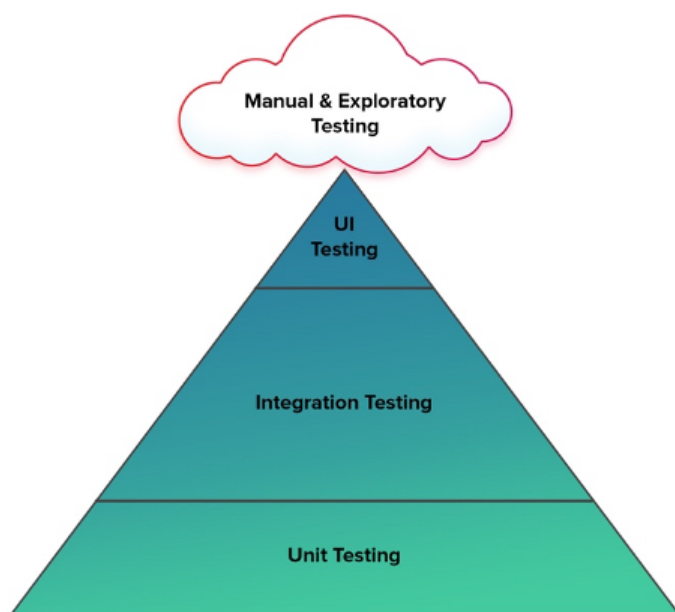 Manual & Exploratory
Testing
UI
Testing
Integration Testing
Unit Testing